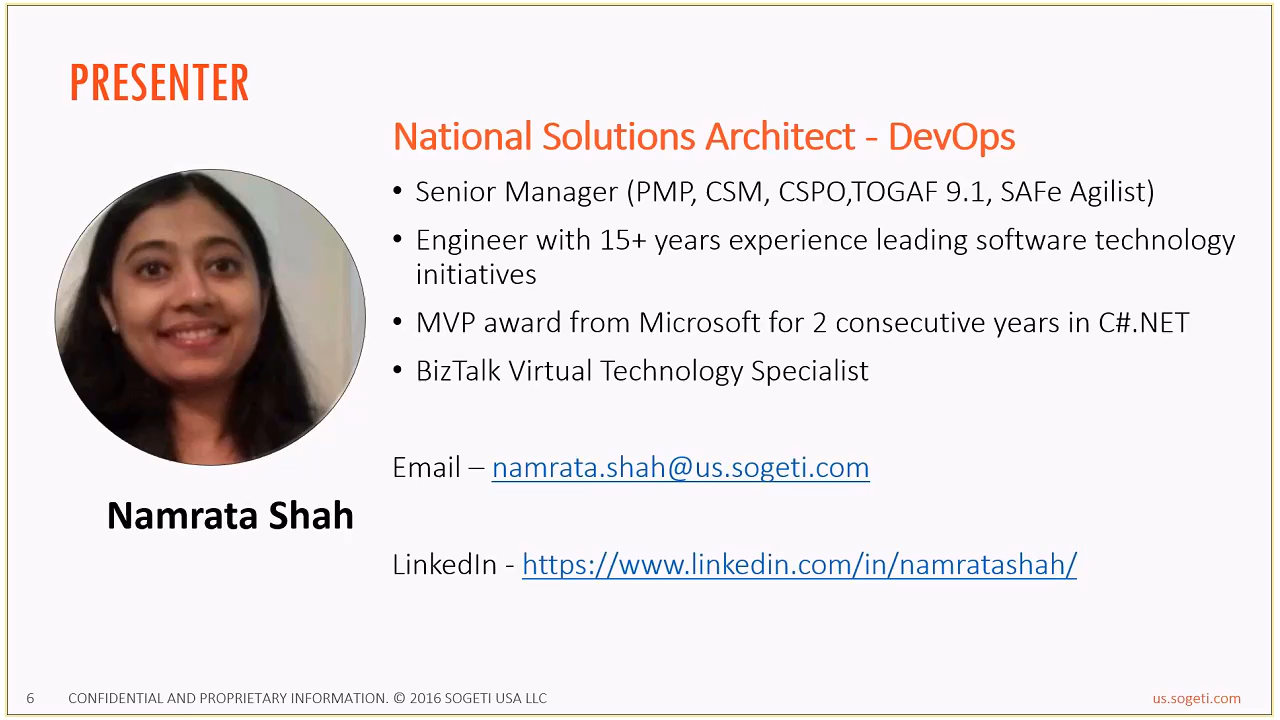 PRESENTER
National Solutions Architect - DevOps
• Senior Manager (PMP, CSM, CSPO,TOGAF 9.1, SAFe Agilist)
• Engineer with 15+ years experience leading software technology
initiatives
• MVP award from Microsoft for 2 consecutive years in C#.NET
• BizTalk Virtual Technology Specialist
Email – namrata.shah@us.sogeti.com
Namrata Shah
LinkedIn - https://www.linkedin.com/in/namratashah/
6 CONFIDENTIAL AND PROPRIETARY INFORMATION. © 2016 SOGETI USA LLC
us.sogeti.com